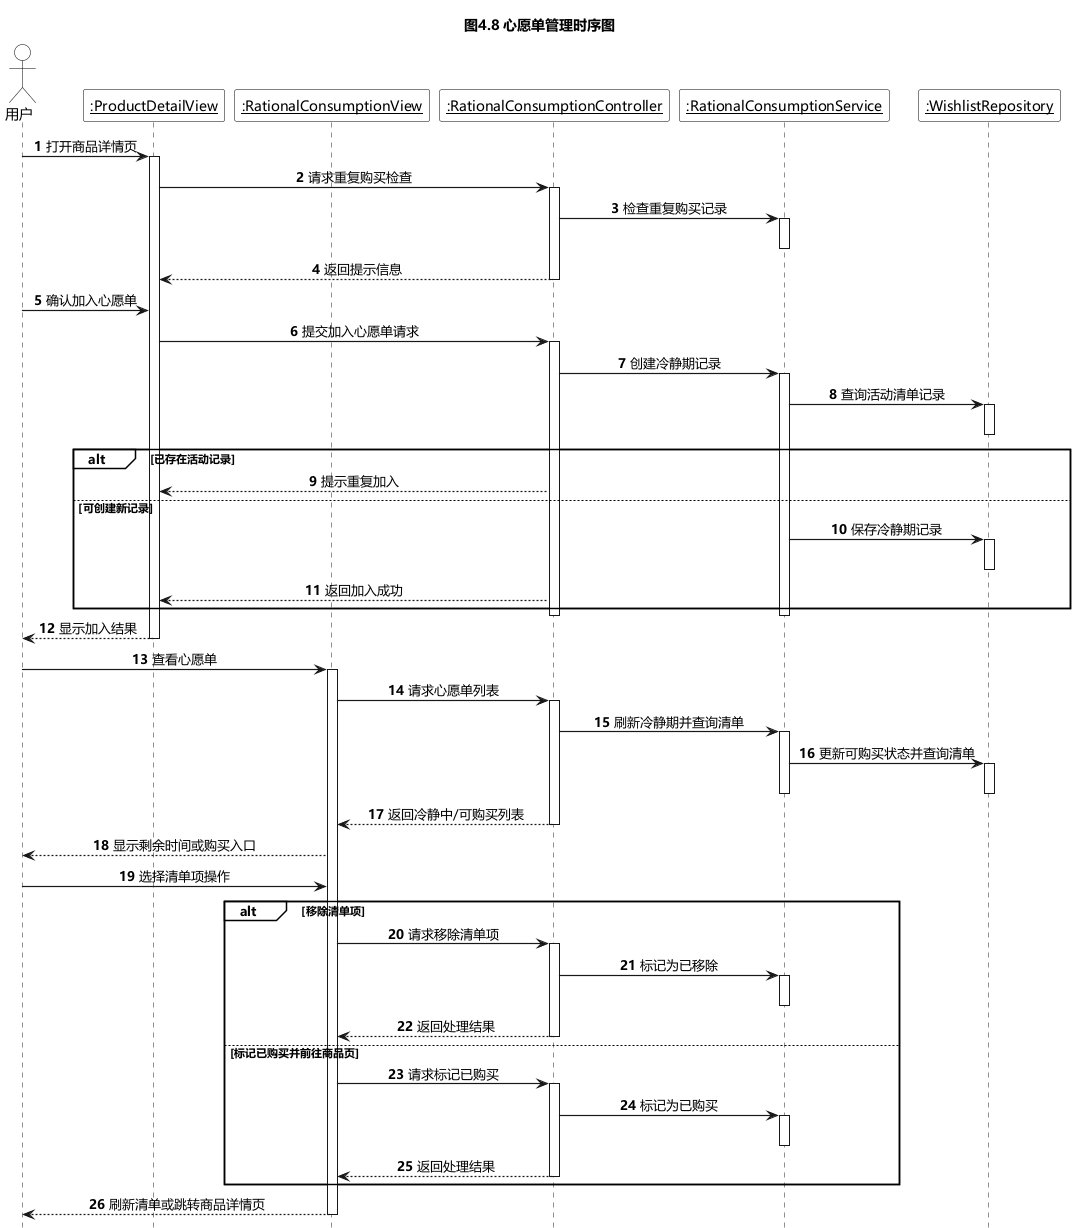 图4.8 心愿单管理时序图
用户
:ProductDetailView
:RationalConsumptionView
:RationalConsumptionController
:RationalConsumptionService
:WishlistRepository
1 打开商品详情页
2 请求重复购买检查
3 检查重复购买记录
4 返回提示信息
5 确认加入心愿单
6 提交加入心愿单请求
7 创建冷静期记录
8 查询活动清单记录
alt [已存在活动记录]
9 提示重复加入
[可创建新记录]
10 保存冷静期记录
11 返回加入成功
12 显示加入结果
13 查看心愿单
14 请求心愿单列表
15 刷新冷静期并查询清单
16 更新可购买状态并查询清单
17 返回冷静中/可购买列表
18 显示剩余时间或购买入口
19 选择清单项操作
alt [移除清单项]
20 请求移除清单项
21 标记为已移除
22 返回处理结果
[标记已购买并前往商品页]
23 请求标记已购买
24 标记为已购买
25 返回处理结果
26 刷新清单或跳转商品详情页